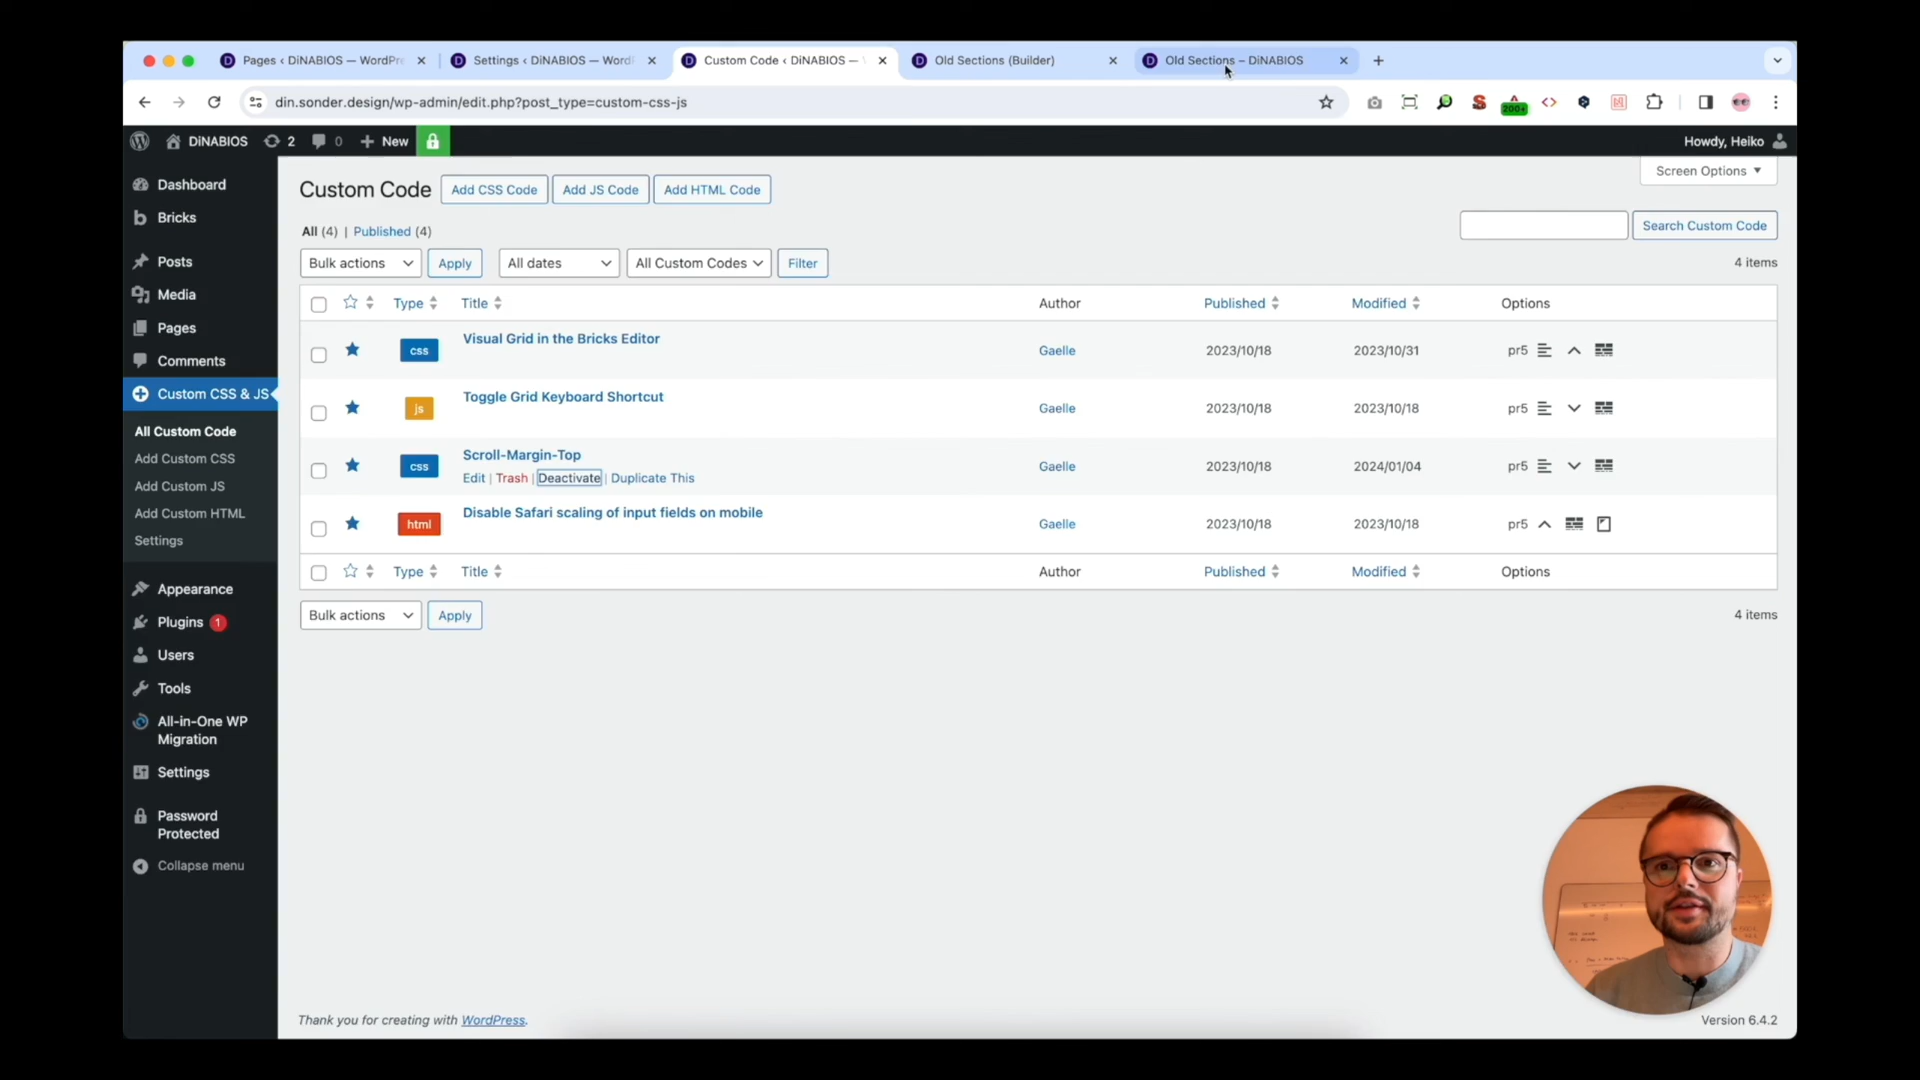 Pages ‹ DiNABIOS — WordPre
Settings ‹ DiNABIOS — WordP
Custom Code ‹ DiNABIOS —
Old Sections (Builder)
Old Sections – DiNABIOS
din.sonder.design/wp-admin/edit.php?post_type=custom-css-js
200+
DiNABIOS
2
0
New
Howdy, Heiko
Dashboard
Bricks
Posts
Media
Pages
Comments
Custom CSS & JS
All Custom Code
Add Custom CSS
Add Custom JS
Add Custom HTML
Settings
Appearance
Plugins 1
Users
Tools
All-in-One WP
Migration
Settings
Password
Protected
Collapse menu
Screen Options
Custom Code Add CSS Code Add JS Code Add HTML Code
All (4) | Published (4)
Search Custom Code
Bulk actions Apply All dates All Custom Codes Filter
4 items
Type Title Author Published Modified Options
css Visual Grid in the Bricks Editor Gaelle 2023/10/18 2023/10/31 pr5
js Toggle Grid Keyboard Shortcut Gaelle 2023/10/18 2023/10/18 pr5
css Scroll-Margin-Top Gaelle 2023/10/18 2024/01/04 pr5
Edit | Trash | Deactivate | Duplicate This
html Disable Safari scaling of input fields on mobile Gaelle 2023/10/18 2023/10/18 pr5
Type Title Author Published Modified Options
Bulk actions Apply
4 items
Thank you for creating with WordPress.
Version 6.4.2